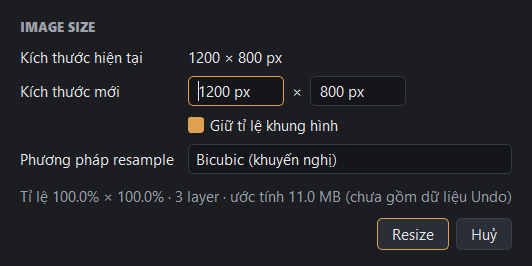 IMAGE SIZE
Kích thước hiện tại 1200 × 800 px
Kích thước mới 1200 px × 800 px
Giữ tỉ lệ khung hình
Phương pháp resample Bicubic (khuyến nghị)
Tỉ lệ 100.0% × 100.0% · 3 layer · ước tính 11.0 MB (chưa gồm dữ liệu Undo)
Resize Huỷ